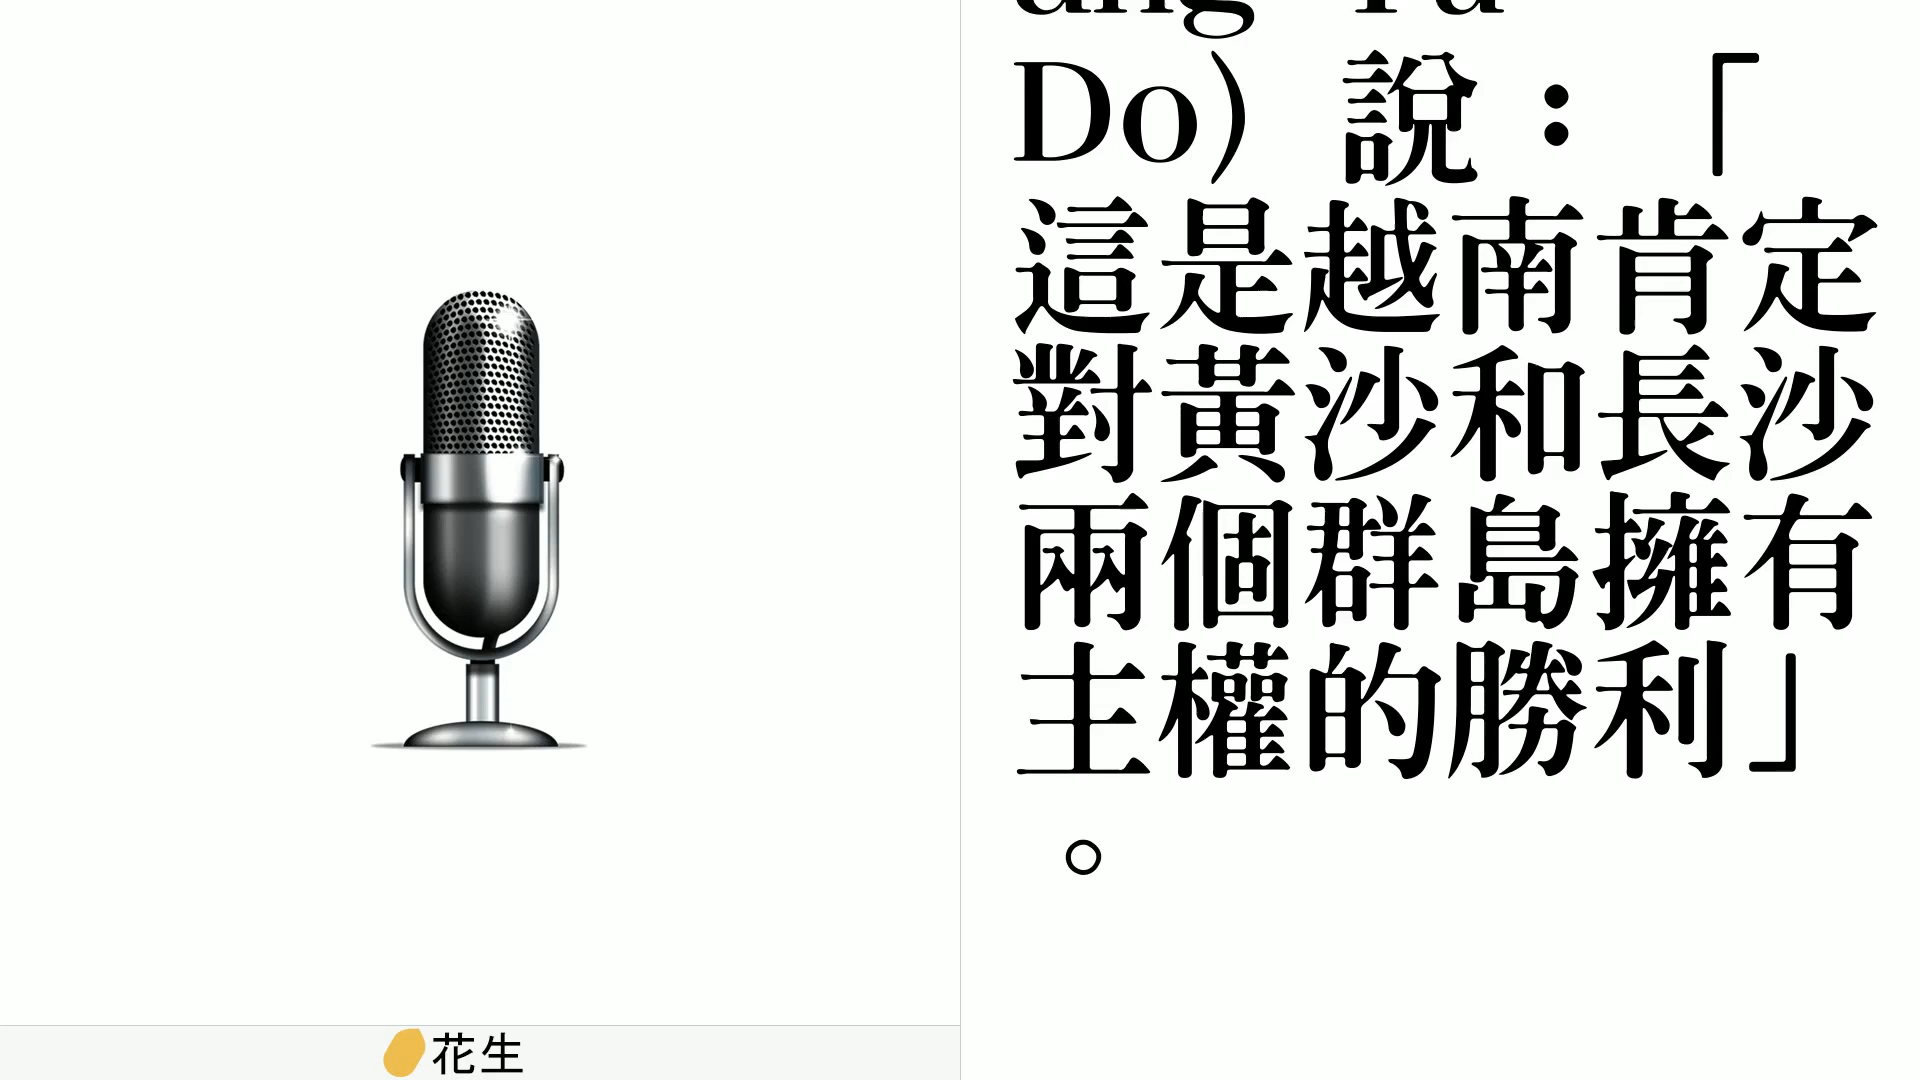 Do）說：「
這是越南肯定
對黃沙和長沙
兩個群島擁有
主權的勝利」
。
花生